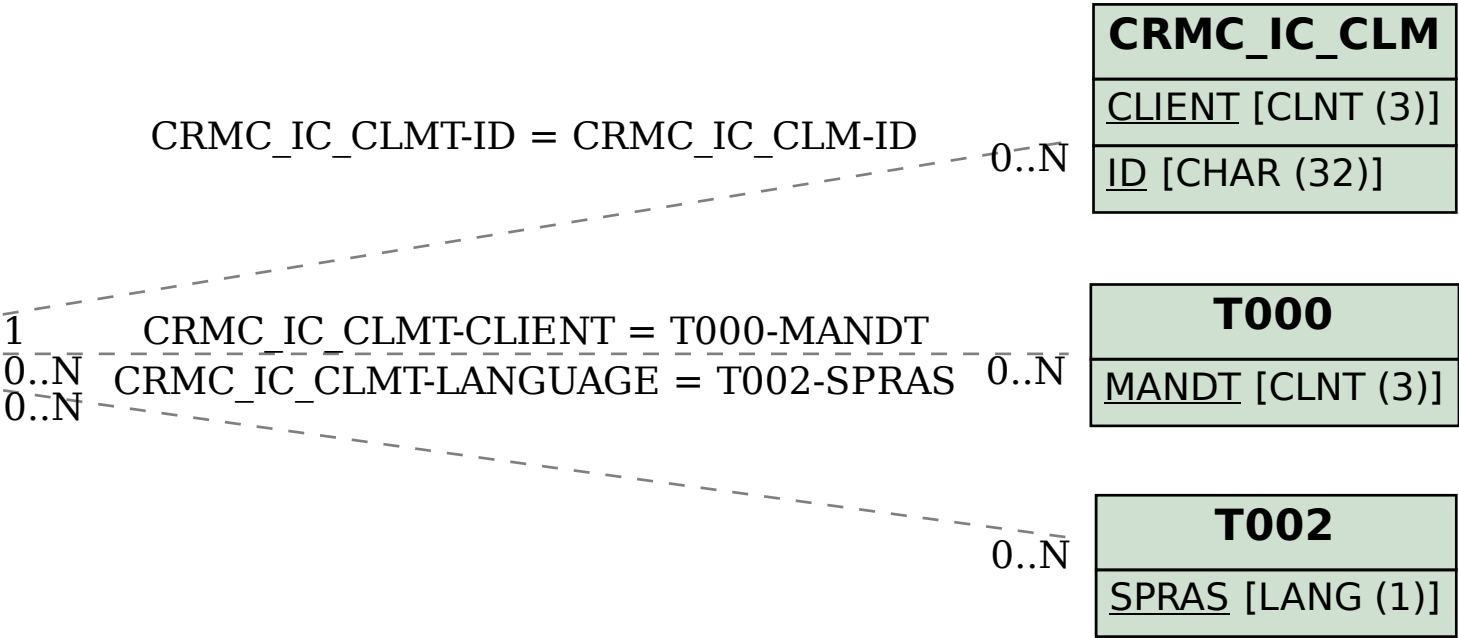 CRMC_IC_CLM
CLIENT [CLNT (3)]
ID [CHAR (32)]
CRMC_IC_CLMT-ID = CRMC_IC_CLM-ID
0..N
1
CRMC_IC_CLMT-CLIENT = T000-MANDT
0..N
0..N
T000
MANDT [CLNT (3)]
CRMC_IC_CLMT-LANGUAGE = T002-SPRAS
0..N
0..N
T002
SPRAS [LANG (1)]